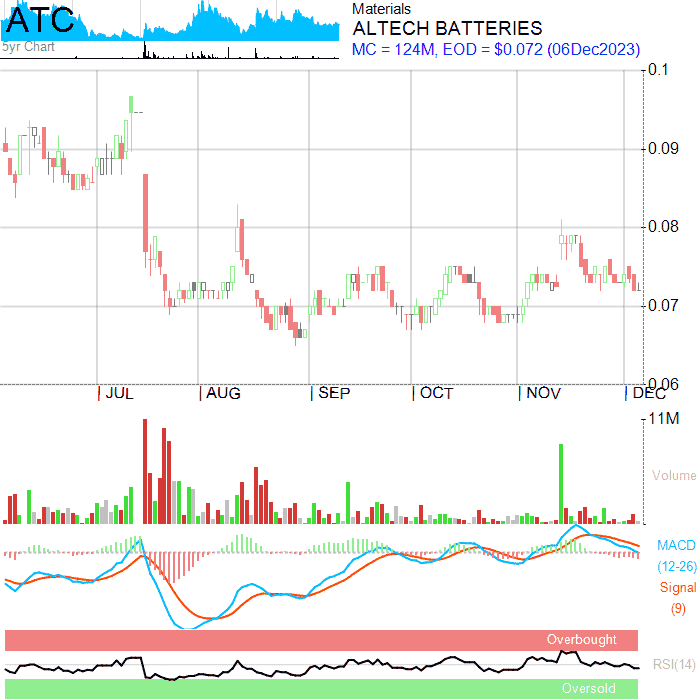 ATC
5yr Chart
Materials
ALTECH BATTERIES
MC = 124M, EOD = $0.072 (06Dec2023)
0.1
0.09
0.08
0.07
0.06
JUL
AUG
SEP
OCT
NOV
DEC
11M
Volume
MACD
(12-26)
Signal
(9)
Overbought
RSI(14)
Oversold